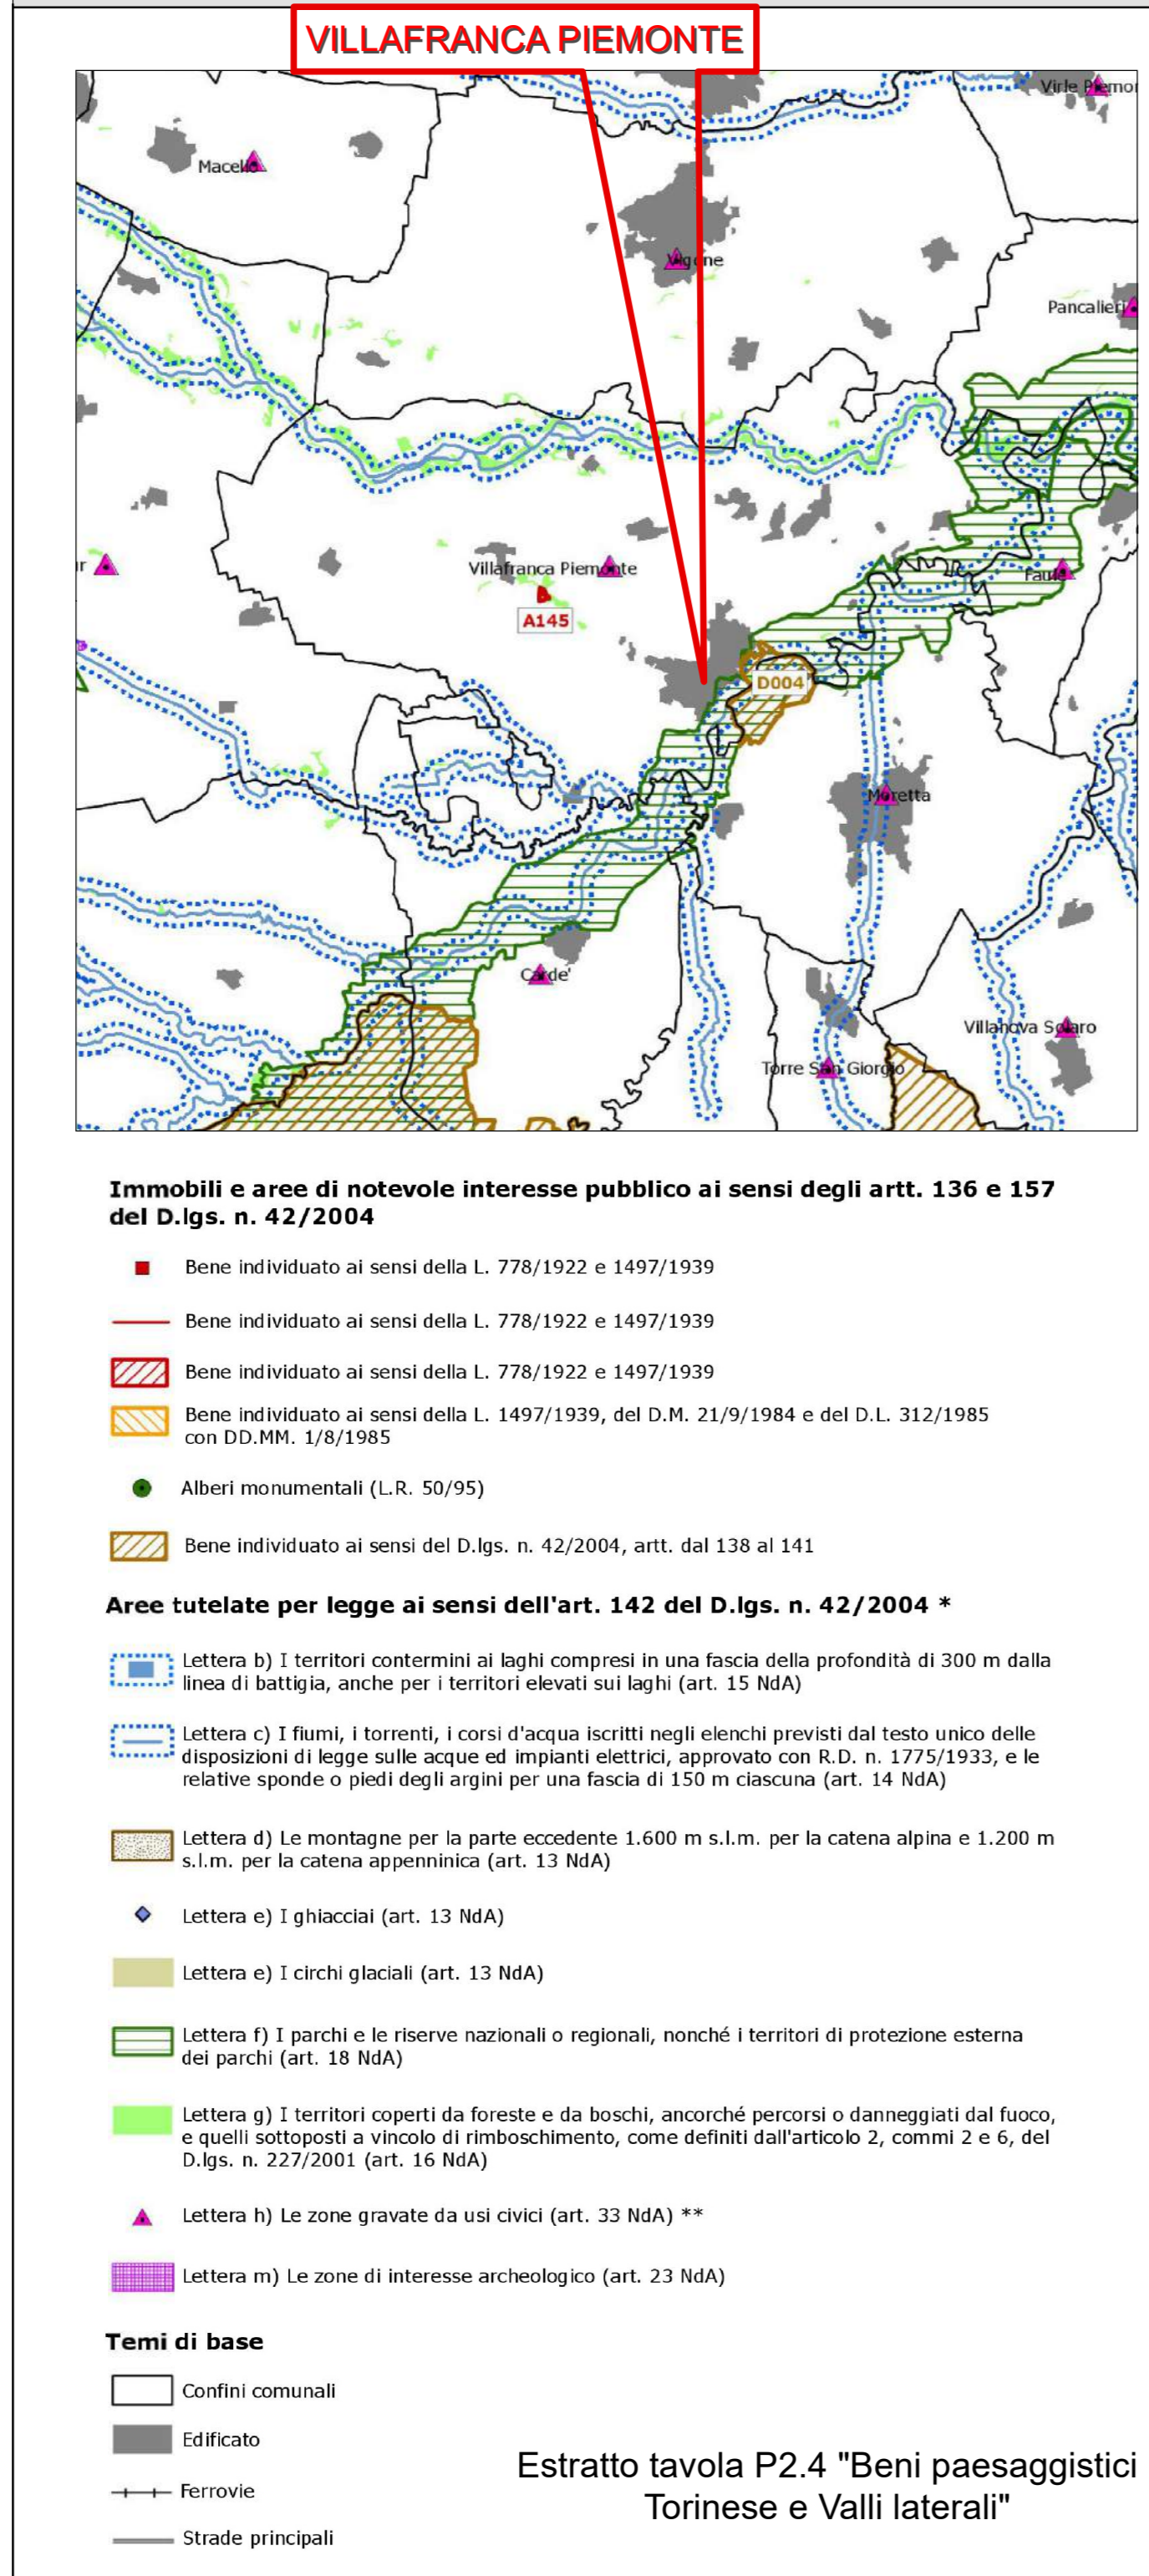 VILLAFRANCA PIEMONTE
Virle Piemor
Macello
Vigone
Pancalieri
Villafranca Piemonte
Faule
A145
D004
Moretta
Carde'
Villanova Solaro
Torre San Giorgio
Immobili e aree di notevole interesse pubblico ai sensi degli artt. 136 e 157
del D.lgs. n. 42/2004
Bene individuato ai sensi della L. 778/1922 e 1497/1939
Bene individuato ai sensi della L. 778/1922 e 1497/1939
Bene individuato ai sensi della L. 778/1922 e 1497/1939
Bene individuato ai sensi della L. 1497/1939, del D.M. 21/9/1984 e del D.L. 312/1985
con DD.MM. 1/8/1985
Alberi monumentali (L.R. 50/95)
Bene individuato ai sensi del D.lgs. n. 42/2004, artt. dal 138 al 141
Aree tutelate per legge ai sensi dell'art. 142 del D.lgs. n. 42/2004 *
Lettera b) I territori contermini ai laghi compresi in una fascia della profondità di 300 m dalla
linea di battigia, anche per i territori elevati sui laghi (art. 15 NdA)
Lettera c) I fiumi, i torrenti, i corsi d'acqua iscritti negli elenchi previsti dal testo unico delle
disposizioni di legge sulle acque ed impianti elettrici, approvato con R.D. n. 1775/1933, e le
relative sponde o piedi degli argini per una fascia di 150 m ciascuna (art. 14 NdA)
Lettera d) Le montagne per la parte eccedente 1.600 m s.l.m. per la catena alpina e 1.200 m
s.l.m. per la catena appenninica (art. 13 NdA)
Lettera e) I ghiacciai (art. 13 NdA)
Lettera e) I circhi glaciali (art. 13 NdA)
Lettera f) I parchi e le riserve nazionali o regionali, nonché i territori di protezione esterna
dei parchi (art. 18 NdA)
Lettera g) I territori coperti da foreste e da boschi, ancorché percorsi o danneggiati dal fuoco,
e quelli sottoposti a vincolo di rimboschimento, come definiti dall'articolo 2, commi 2 e 6, del
D.lgs. n. 227/2001 (art. 16 NdA)
Lettera h) Le zone gravate da usi civici (art. 33 NdA) **
Lettera m) Le zone di interesse archeologico (art. 23 NdA)
Temi di base
Confini comunali
Edificato
Ferrovie
Strade principali
Estratto tavola P2.4 "Beni paesaggistici
Torinese e Valli laterali"